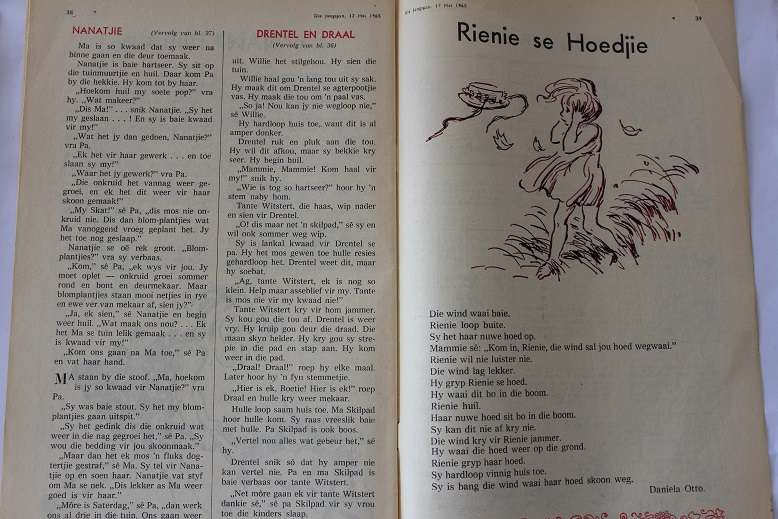 38
Die Jongspan, 17 Mei 1963
NANATJIE
(Vervolg van bl. 37)
Ma is so kwaad dat sy weer na
binne gaan en die deur toemaak.
Nanatjie is baie hartseer. Sy sit op
die tuinmuurtjie en huil. Daar kom Pa
by die hekkie. Hy kom tot by haar.
„Hoekom huil my soete pop?” vra
hy. „Wat makeer?”
„Dis Ma!” . . . snik Nanatjie. „Sy het
my geslaan . . . ! En sy is baie kwaad
vir my!”
„Wat het jy dan gedoen, Nanatjie?”
vra Pa.
„Ek het vir haar gewerk . . . en toe
slaan sy my!”
„Waar het jy gewerk?” vra Pa.
„Die onkruid het vannag weer ge-
groei, en ek het dit weer vir haar
skoon gemaak!”
„My Skat!” sê Pa, „dis mos nie on-
kruid nie. Dis dan blom-plantjies wat
Ma vanoggend vroeg geplant het. Jy
het toe nog geslaap.”
Nanatjie se oë rek groot. „Blom-
plantjies?” vra sy verbaas.
„Kom,” sê Pa, „ek wys vir jou. Jy
moet oplet — onkruid groei sommer
rond en bont en deurmekaar. Maar
blomplantjies staan mooi netjies in rye
en ewe ver van mekaar af, sien jy?”
„Ja, ek sien,” sê Nanatjie en begin
weer huil. „Wat maak ons nou? . . . Ek
het Ma se tuin lelik gemaak . . . en sy
is kwaad vir my!”
„Kom ons gaan na Ma toe,” sê Pa
en vat haar hand.
MA staan by die stoof. „Ma, hoekom
is jy so kwaad vir Nanatjie?” vra
Pa.
„Sy was baie stout. Sy het my blom-
plantjies gaan uitspit.”
„Sy het gedink dis die onkruid wat
weer in die nag gegroei het,” sê Pa. „Sy
wou die bedding vir jou skoonmaak.”
„Maar dan het ek mos 'n fluks dog-
tertjie gestraf,” sê Ma. Sy tel vir Nana-
tjie op en soen haar. Nanatjie vat styf
om Ma se nek. „Dis lekker as Ma weer
goed is vir haar.”
„Môre is Saterdag,” sê Pa, „dan werk
ons al drie in die tuin. Ons gaan weer
DRENTEL EN DRAAL
(Vervolg van bl. 36)
uit. Willie het stilgehou. Hy sien die
tuin.
Willie haal gou 'n lang tou uit sy sak.
Hy maak dit om Drentel se agterpootjie
vas. Hy maak die tou om 'n paal vas.
„So ja! Nou kan jy nie wegloop nie,”
sê Willie.
Hy hardloop huis toe, want dit is al
amper donker.
Drentel ruk en pluk aan die tou.
Hy wil dit afkou, maar sy bekkie kry
seer. Hy begin huil.
„Mammie, Mammie! Kom haal vir
my!” snik hy.
„Wie is tog so hartseer?” hoor hy 'n
stem naby hom.
Tante Witstert, die haas, wip nader
en sien vir Drentel.
„O! dis maar net 'n skilpad,” sê sy en
wil ook sommer weg wip.
Sy is lankal kwaad vir Drentel se
pa. Hy het mos gewen toe hulle resies
gehardloop het. Drentel weet dit, maar
hy soebat.
„Ag, tante Witstert, ek is nog so
klein. Help maar asseblief vir my. Tante
is mos nie vir my kwaad nie!”
Tante Witstert kry vir hom jammer.
Sy kou gou die tou af. Drentel is weer
vry. Hy kruip gou deur die draad. Die
maan skyn helder. Hy kry gou sy stre-
pie in die pad en stap aan. Hy kom
weer in die pad.
„Draal! Draal!” roep hy elke maal.
Later hoor hy 'n fyn stemmetjie.
„Hier is ek, Boetie! Hier is ek!” roep
Draal en hulle kry weer mekaar.
Hulle loop saam huis toe. Ma Skilpad
hoor hulle kom. Sy raas vreeslik baie
met hulle. Pa Skilpad is ook boos.
„Vertel nou alles wat gebeur het,” sê
hy.
Drentel snik só dat hy amper nie
kan vertel nie. Pa en ma Skilpad is
baie verbaas oor tante Witstert.
„Net môre gaan ek vir tante Witstert
dankie sê,” sê pa Skilpad vir sy vrou
toe die kinders slaap.
Die Jongspan, 17 Mei 1963
39
Rienie se Hoedjie
Die wind waai baie.
Rienie loop buite.
Sy het haar nuwe hoed op.
Mammie sê: „Kom in, Rienie, die wind sal jou hoed wegwaai.”
Rienie wil nie luister nie.
Die wind lag lekker.
Hy gryp Rienie se hoed.
Hy waai dit bo in die boom.
Rienie huil.
Haar nuwe hoed sit bo in die boom.
Sy kan dit nie af kry nie.
Die wind kry vir Rienie jammer.
Hy waai die hoed weer op die grond.
Rienie gryp haar hoed.
Sy hardloop vinnig huis toe.
Sy is bang die wind waai haar hoed skoon weg.
Daniela Otto.